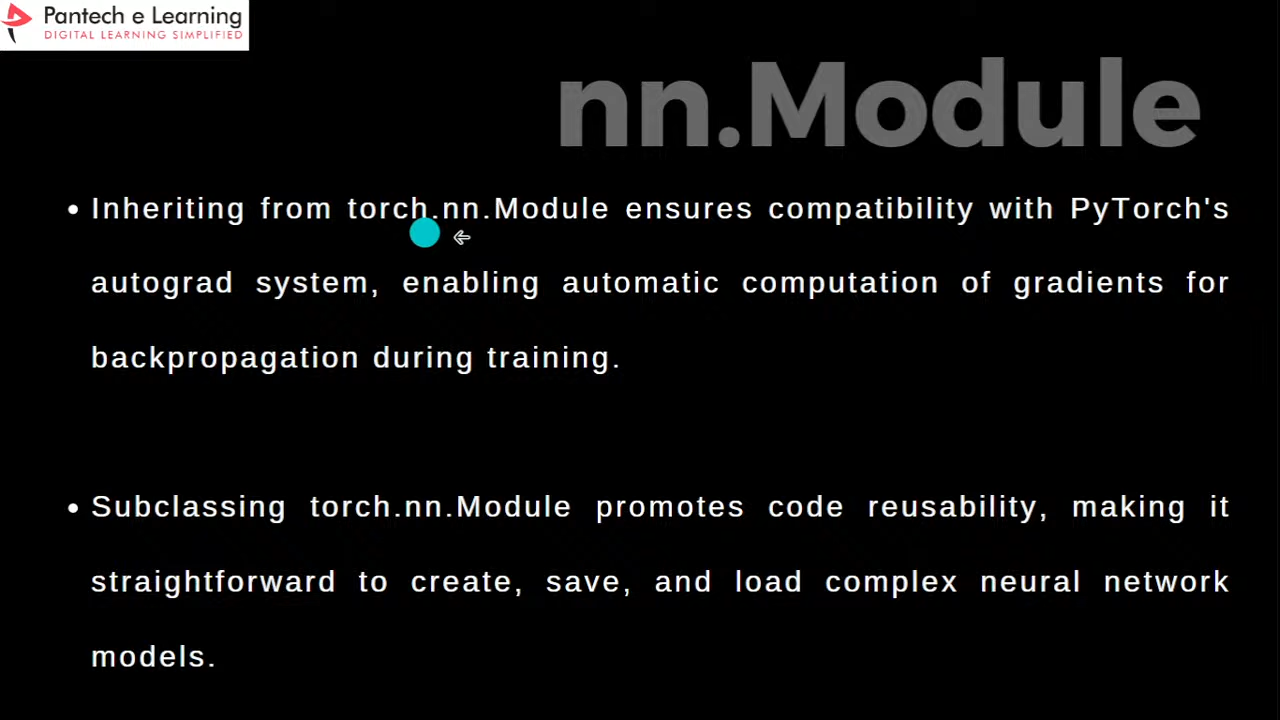 Pantech e Learning
DIGITAL LEARNING SIMPLIFIED
nn.Module
• Inheriting from torch.nn.Module ensures compatibility with PyTorch's
autograd system, enabling automatic computation of gradients for
backpropagation during training.
• Subclassing torch.nn.Module promotes code reusability, making it
straightforward to create, save, and load complex neural network
models.